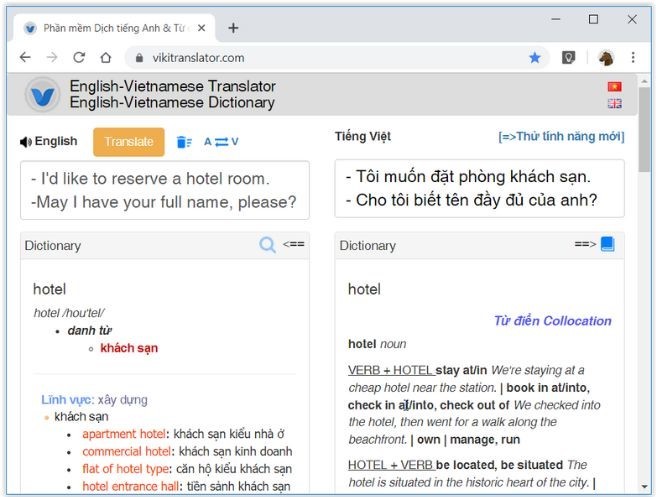 Phần mềm Dịch tiếng Anh & Từ
vikitranslator.com
English-Vietnamese Translator
English-Vietnamese Dictionary
English
Translate
A V
- I'd like to reserve a hotel room.
-May I have your full name, please?
Dictionary
<==
hotel
hotel /hou'tel/
danh từ
khách sạn
Lĩnh vực: xây dựng
khách sạn
apartment hotel: khách sạn kiểu nhà ở
commercial hotel: khách sạn kinh doanh
flat of hotel type: căn hộ kiểu khách sạn
hotel entrance hall: tiền sảnh khách sạn
Tiếng Việt
[=>Thử tính năng mới]
- Tôi muốn đặt phòng khách sạn.
- Cho tôi biết tên đầy đủ của anh?
Dictionary
==>
hotel
Từ điển Collocation
hotel noun
VERB + HOTEL stay at/in We're staying at a
cheap hotel near the station. | book in at/into,
check in at/into, check out of We checked into
the hotel, then went for a walk along the
beachfront. | own | manage, run
HOTEL + VERB be located, be situated The
hotel is situated in the historic heart of the city. |